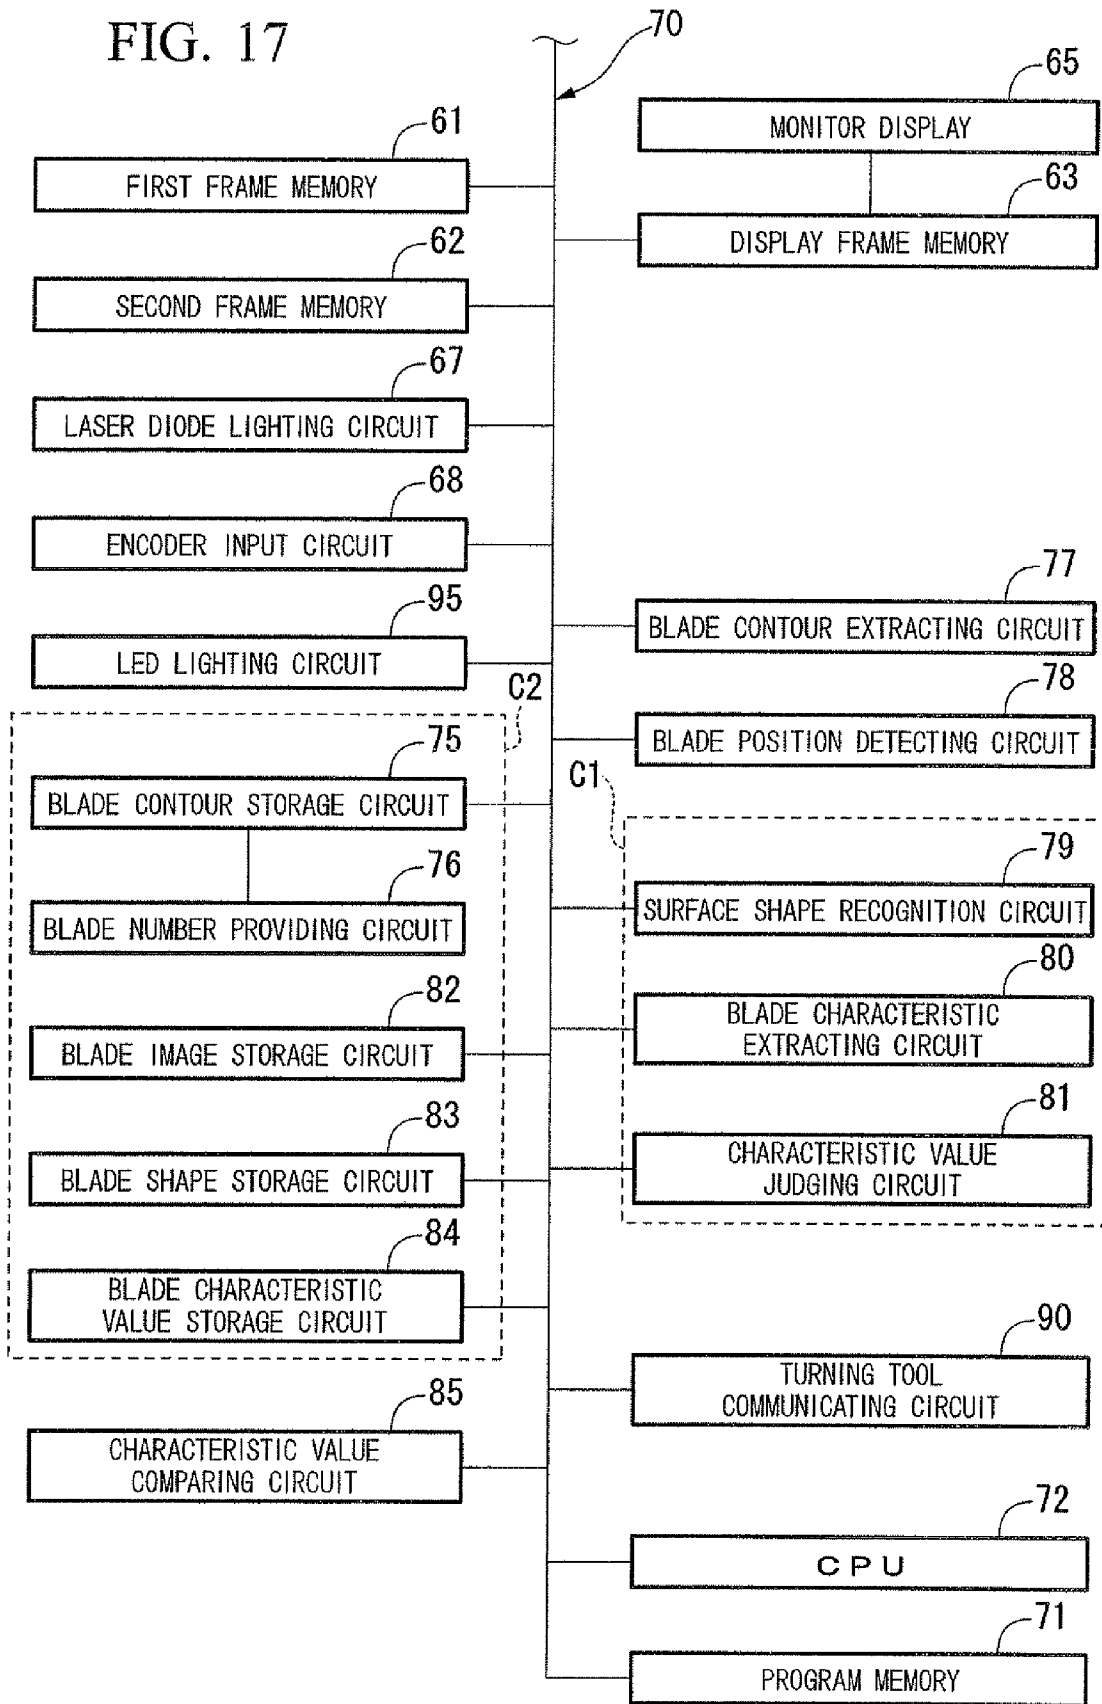 FIG. 17
70
65
MONITOR DISPLAY
61
FIRST FRAME MEMORY
63
DISPLAY FRAME MEMORY
62
SECOND FRAME MEMORY
67
LASER DIODE LIGHTING CIRCUIT
68
ENCODER INPUT CIRCUIT
77
BLADE CONTOUR EXTRACTING CIRCUIT
95
LED LIGHTING CIRCUIT
C2
78
BLADE POSITION DETECTING CIRCUIT
75
BLADE CONTOUR STORAGE CIRCUIT
C1
79
SURFACE SHAPE RECOGNITION CIRCUIT
76
BLADE NUMBER PROVIDING CIRCUIT
80
BLADE CHARACTERISTIC
EXTRACTING CIRCUIT
82
BLADE IMAGE STORAGE CIRCUIT
81
CHARACTERISTIC VALUE
JUDGING CIRCUIT
83
BLADE SHAPE STORAGE CIRCUIT
84
BLADE CHARACTERISTIC
VALUE STORAGE CIRCUIT
90
TURNING TOOL
COMMUNICATING CIRCUIT
85
CHARACTERISTIC VALUE
COMPARING CIRCUIT
72
CPU
71
PROGRAM MEMORY